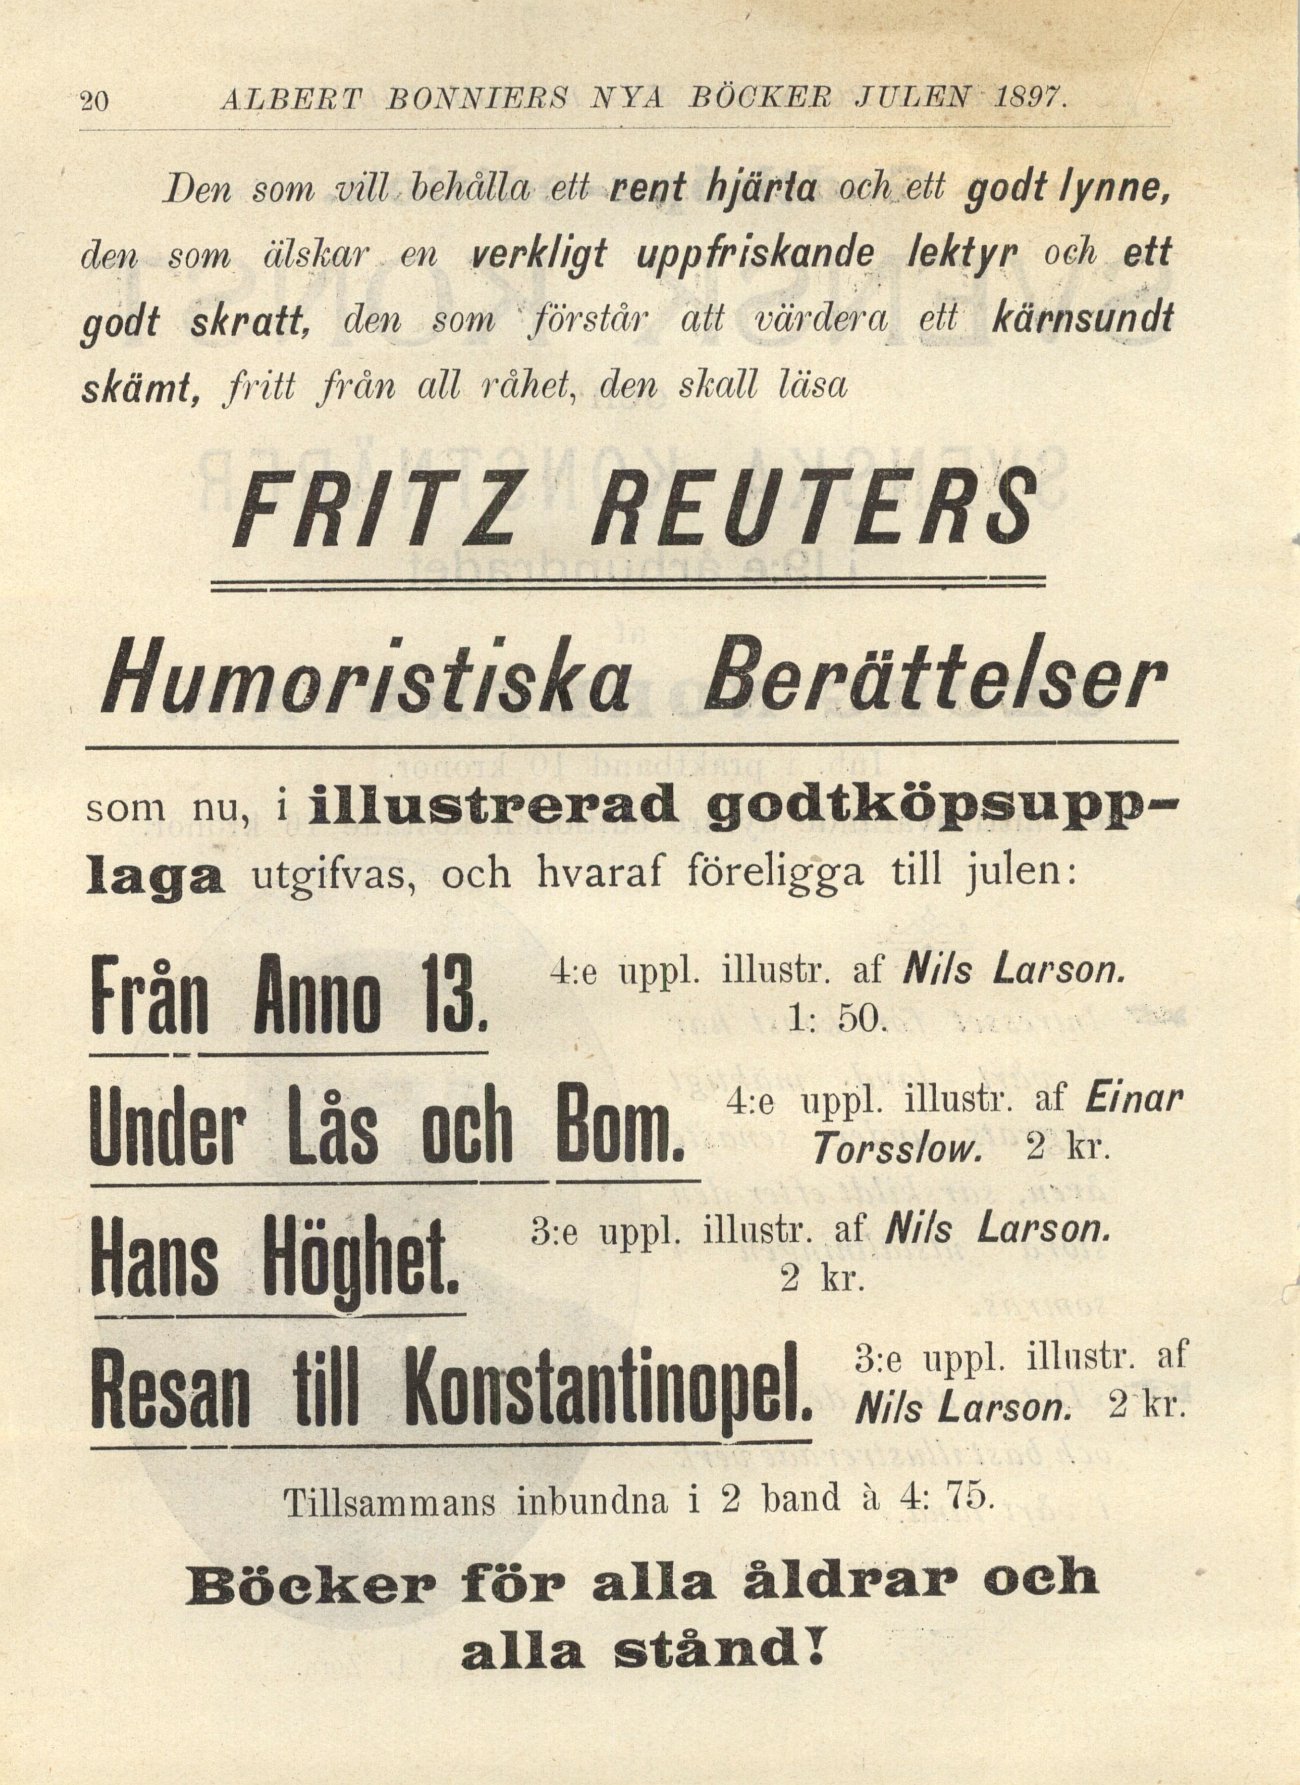 20 ALBERT BONNIERS NYA BÖCKER JULEN 1897.
Den som vill behålla ett rent hjärta och ett godt lynne,
den som älskar en verkligt uppfriskande lektyr och ett
godt skratt, den som förstår att värdera ett kärnsundt
skämt, fritt från all råhet, den skall läsa
FRITZ REUTERS
Humoristiska Berättelser
som nu, i illustrerad godtköpsupp-
laga utgifvas, och hvaraf föreligga till julen:
Från Anno 13. 4:e uppl. illustr. af Nils Larson.
1: 50.
Under Lås och Bom. 4:e uppl. illustr. af Einar
Torsslow. 2 kr.
Hans Höghet. 3:e uppl. illustr. af Nils Larson.
2 kr.
Resan till Konstantinopel. 3:e uppl. illustr. af
Nils Larson. 2 kr.
Tillsammans inbundna i 2 band à 4: 75.
Böcker för alla åldrar och
alla stånd!